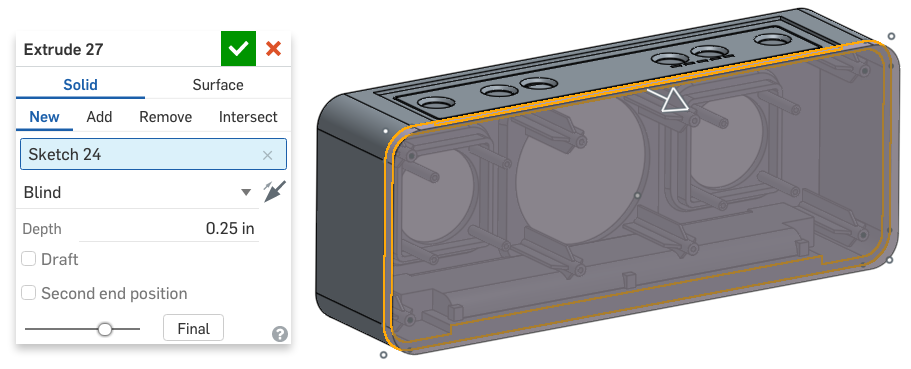 Extrude 27
Solid Surface
New Add Remove Intersect
Sketch 24
Blind
Depth 0.25 in
Draft
Second end position
Final
?